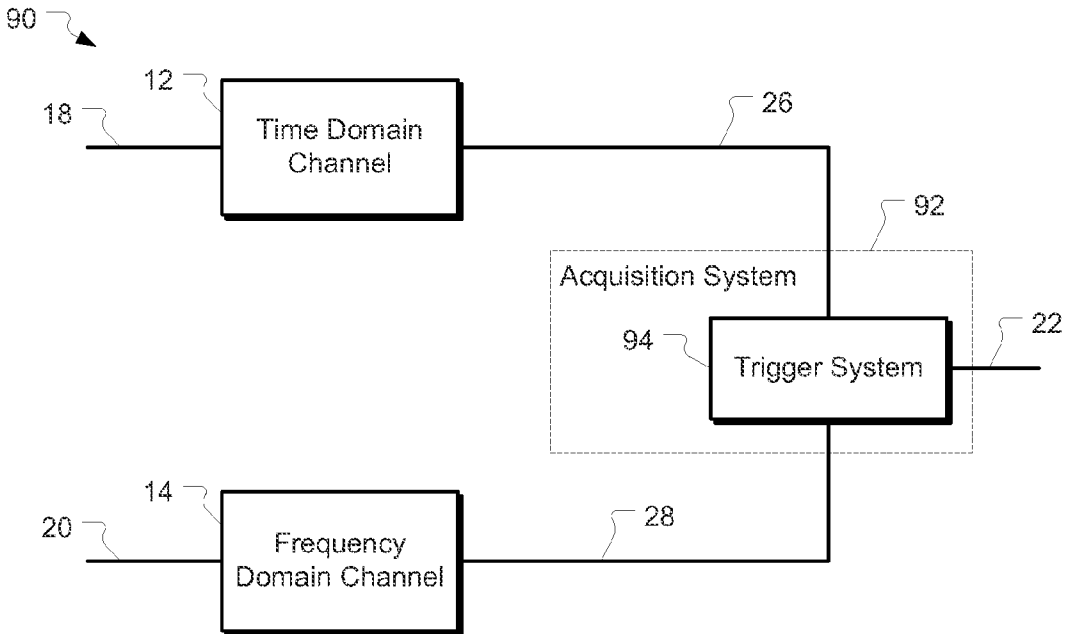 90
12
18
Time Domain
Channel
26
92
Acquisition System
94
Trigger System
22
14
20
Frequency
Domain Channel
28